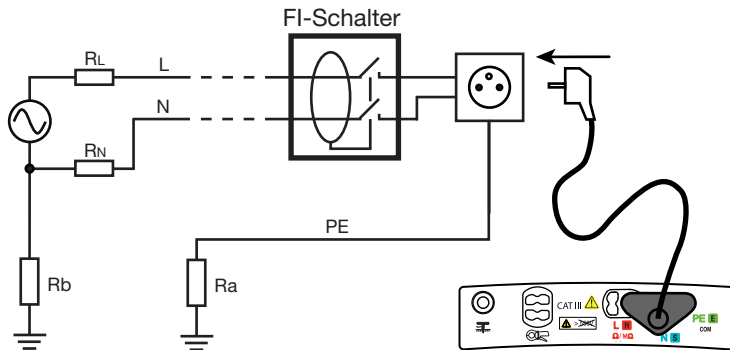 FI-Schalter
RL
L
N
RN
PE
Rb
Ra
CAT III
L H
Ω/MΩ
N S
PE E
COM